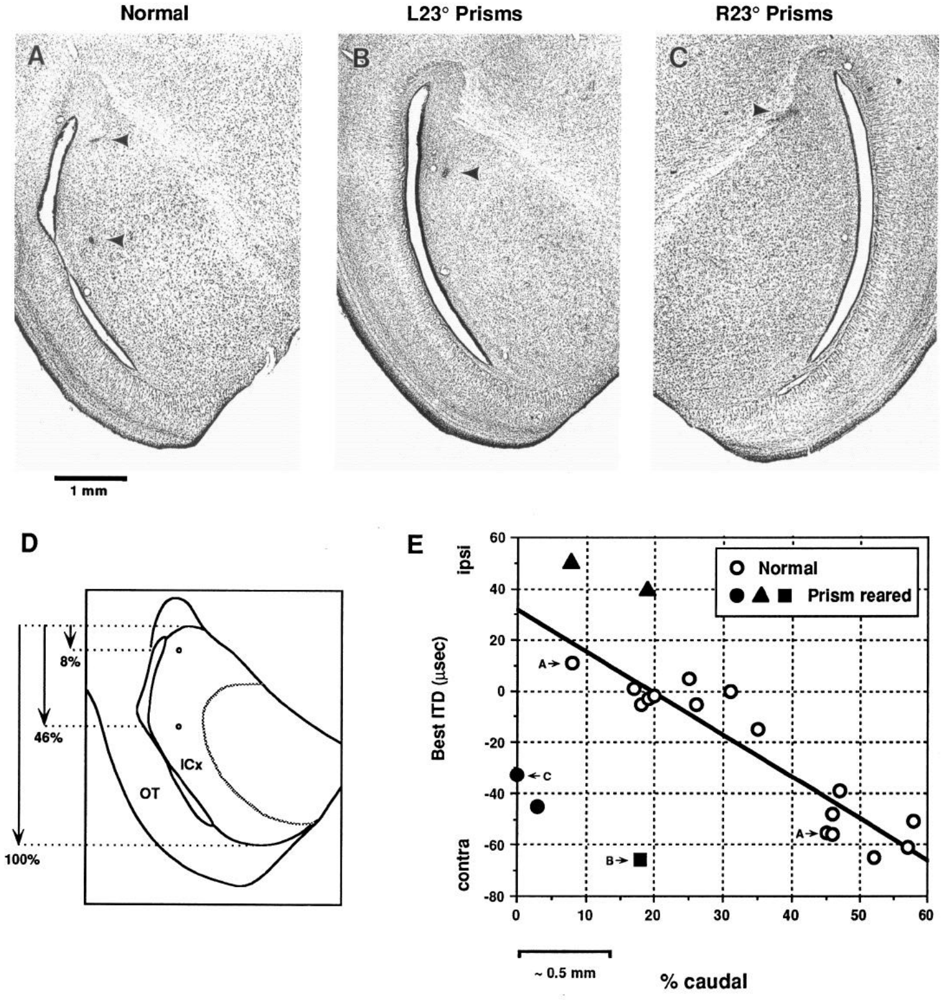 Normal
L23° Prisms
R23° Prisms
A
B
C
1 mm
D
8%
46%
100%
ICx
OT
E
ipsi
contra
Best ITD (μsec)
60
40
20
0
-20
-40
-60
-80
Normal
Prism reared
A
C
A
B
0
10
20
30
40
50
60
~ 0.5 mm
% caudal